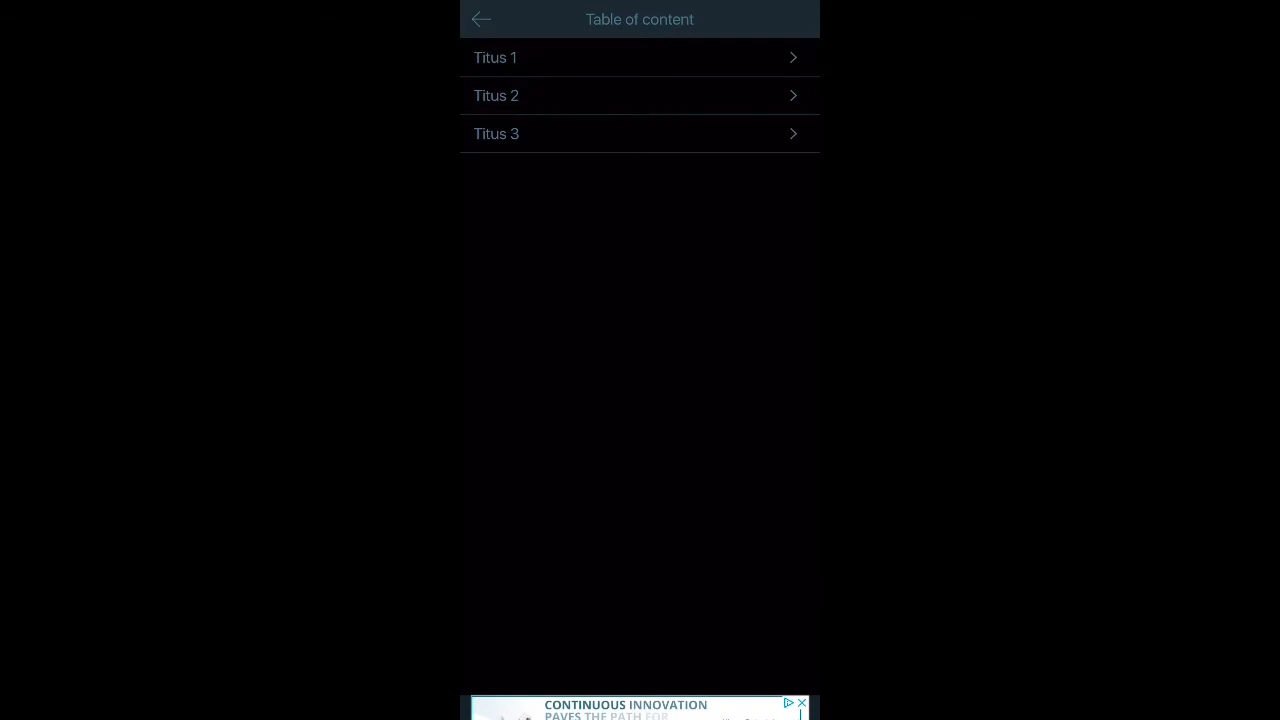 Table of content
Titus 1
Titus 2
Titus 3
CONTINUOUS INNOVATION
PAVES THE PATH FOR